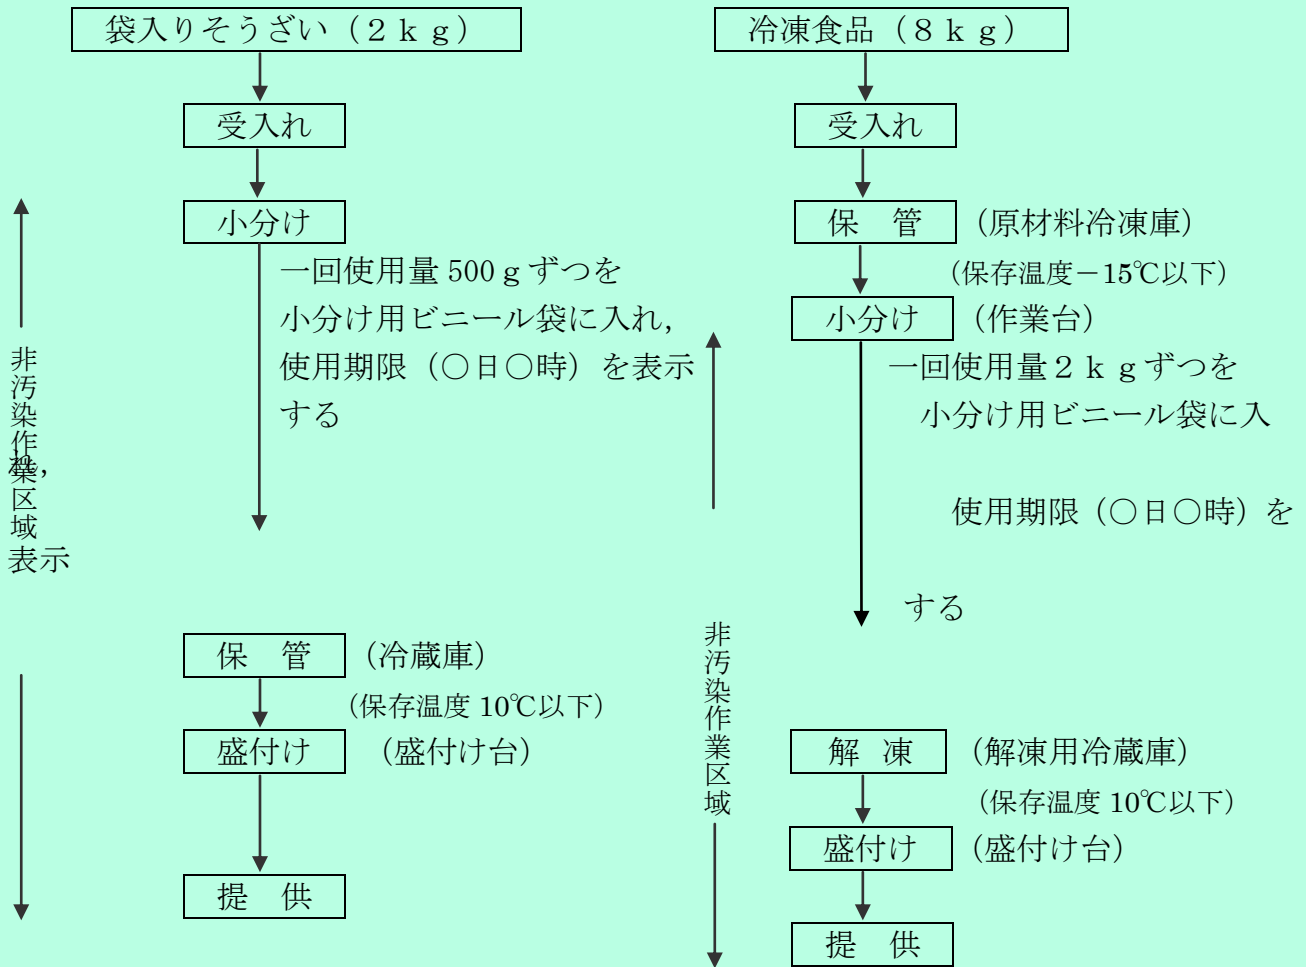 袋入りそうざい（２ｋｇ）
受入れ
小分け
一回使用量 500ｇずつを
小分け用ビニール袋に入れ，
使用期限（○日○時）を表示
する
保　管
（冷蔵庫）
（保存温度 10℃以下）
盛付け
（盛付け台）
提　供
非汚染作業区域
れ，
表示
冷凍食品（８ｋｇ）
受入れ
保　管
（原材料冷凍庫）
（保存温度－15℃以下）
小分け
（作業台）
一回使用量２ｋｇずつを
小分け用ビニール袋に入
使用期限（○日○時）を
する
解　凍
（解凍用冷蔵庫）
（保存温度 10℃以下）
盛付け
（盛付け台）
提　供
非汚染作業区域